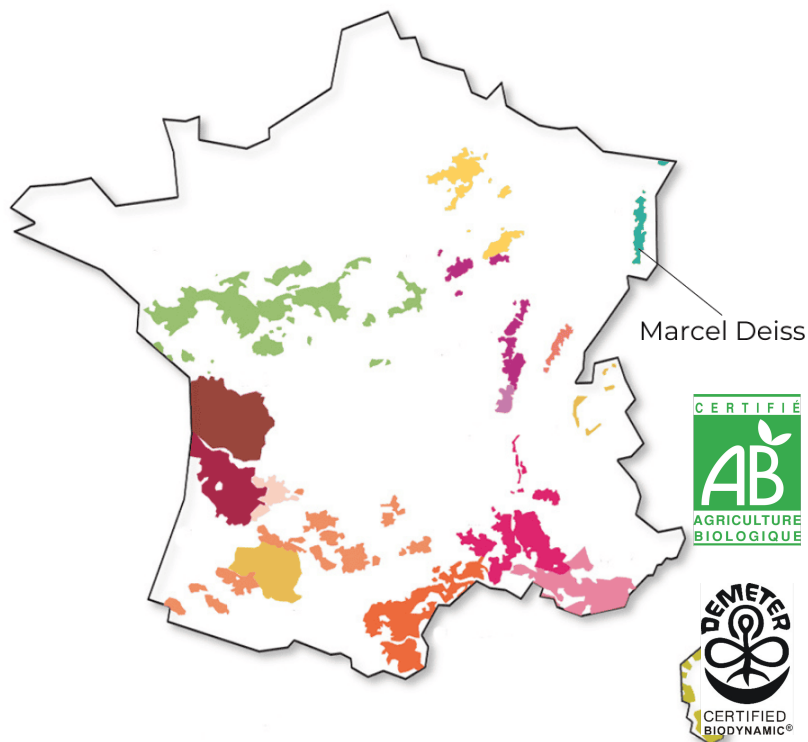 Marcel Deiss
CERTIFIÉ
AB
AGRICULTURE
BIOLOGIQUE
DEMETER
CERTIFIED
BIODYNAMIC®